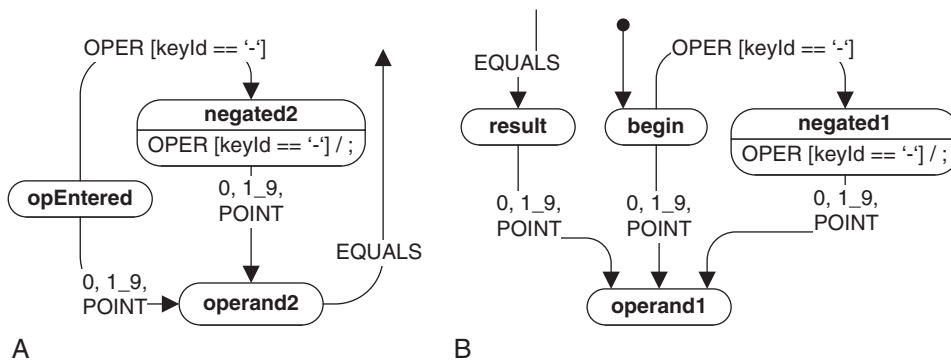 OPER [keyId == ‘-‘]
negated2
OPER [keyId == ‘-‘] / ;
opEntered
0, 1_9,
POINT
EQUALS
0, 1_9,
POINT
operand2
A
EQUALS
OPER [keyId == ‘-‘]
result
begin
negated1
OPER [keyId == ‘-‘] / ;
0, 1_9,
POINT
0, 1_9,
POINT
0, 1_9,
POINT
operand1
B